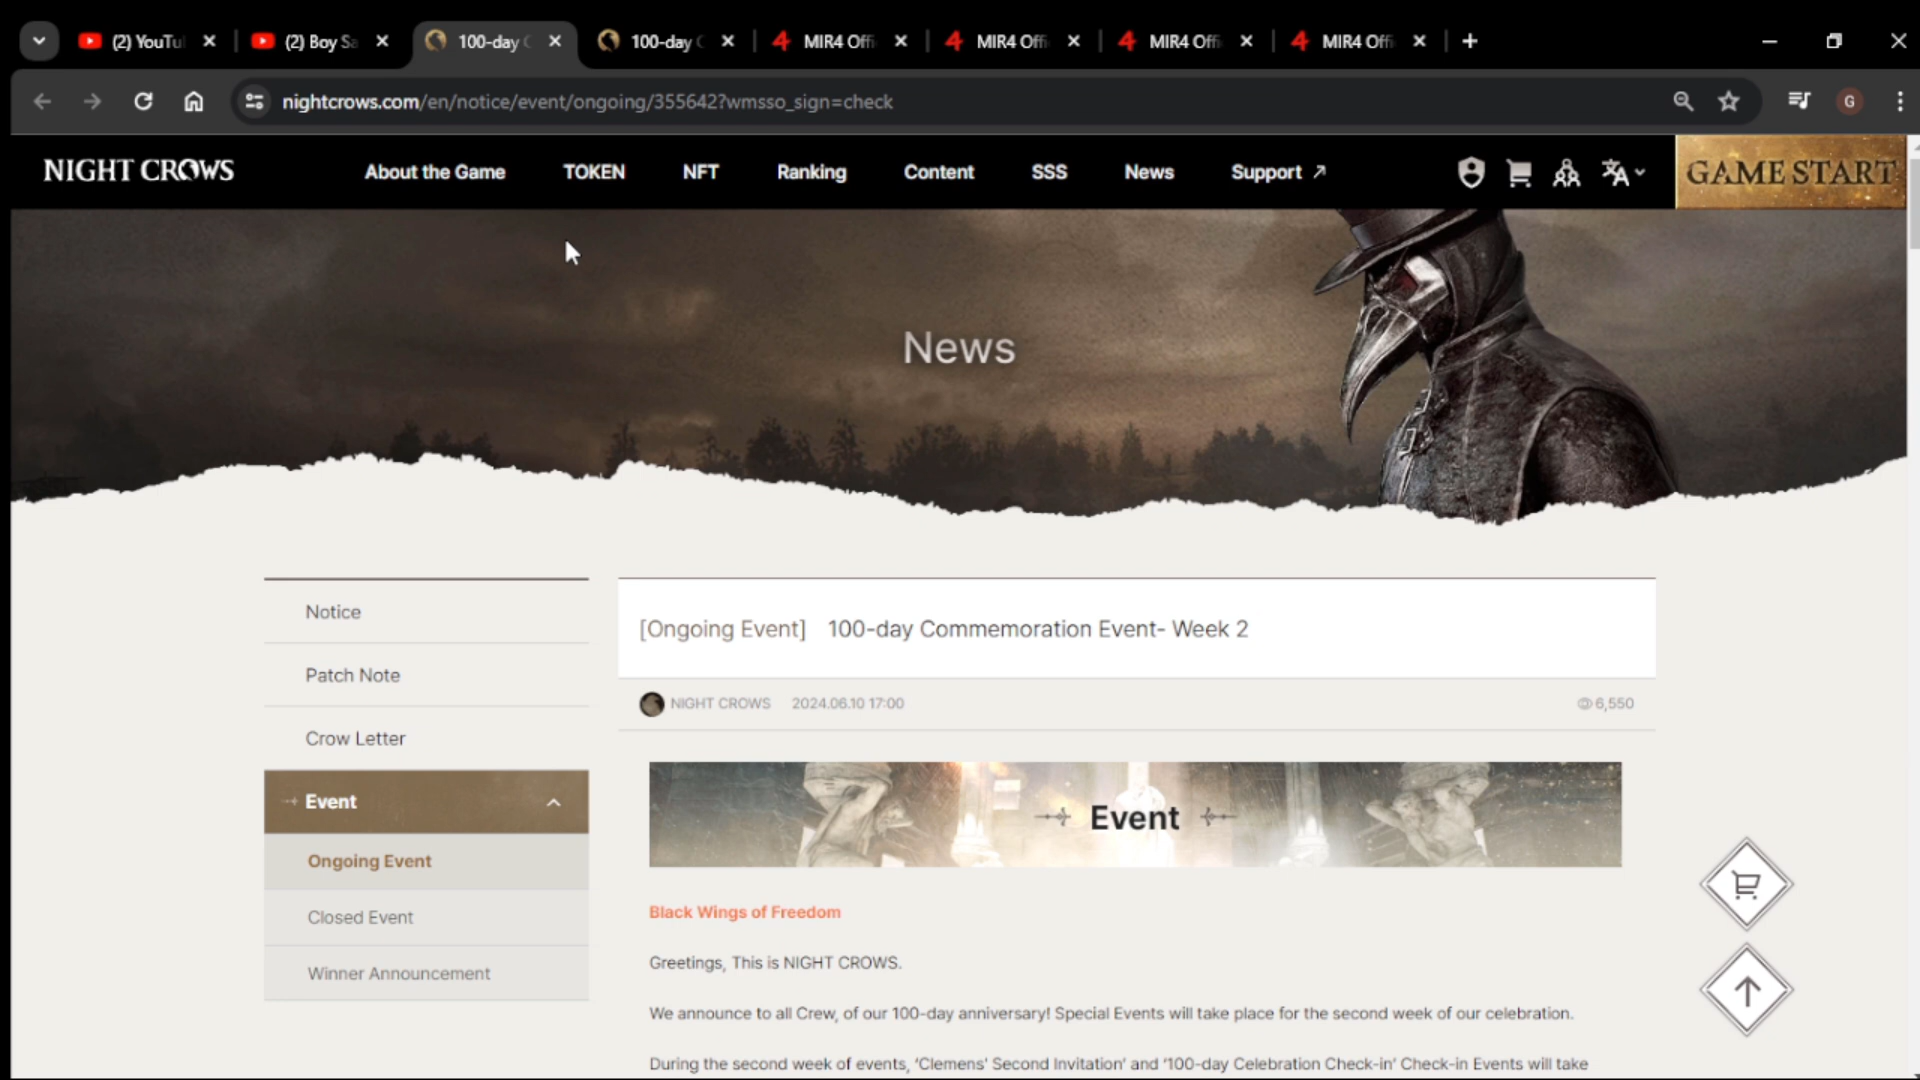 (2) YouTu
(2) Boy Sa
100-day C
100-day C
MIR4 Offi
MIR4 Offi
MIR4 Offi
MIR4 Offi
nightcrows.com/en/notice/event/ongoing/355642?wmsso_sign=check
G
NIGHT CROWS
About the Game
TOKEN
NFT
Ranking
Content
SSS
News
Support
GAME START
News
Notice
Patch Note
Crow Letter
Event
Ongoing Event
Closed Event
Winner Announcement
[Ongoing Event] 100-day Commemoration Event- Week 2
NIGHT CROWS 2024.06.10 17:00 6,550
Event
Black Wings of Freedom
Greetings, This is NIGHT CROWS.
We announce to all Crew, of our 100-day anniversary! Special Events will take place for the second week of our celebration.
During the second week of events, 'Clemens' Second Invitation' and '100-day Celebration Check-in' Check-in Events will take